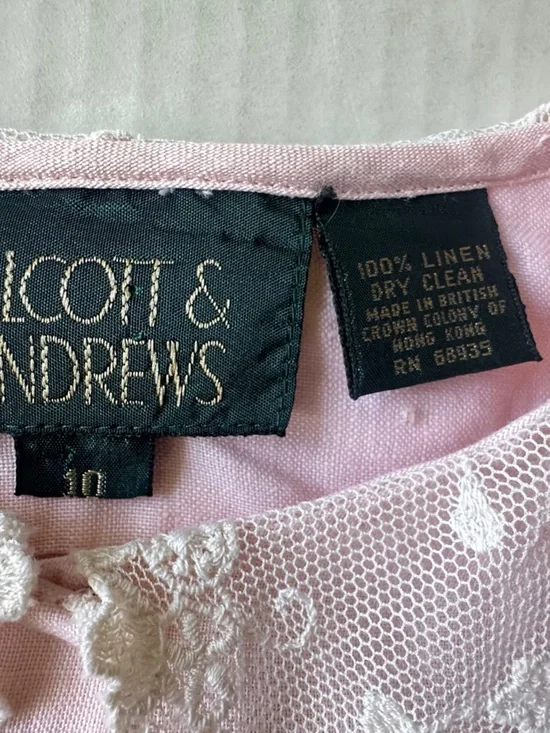 LCOTT &
NDREWS
10
100% LINEN
DRY CLEAN
MADE IN BRITISH
CROWN COLONY OF
HONG KONG
RN 68935